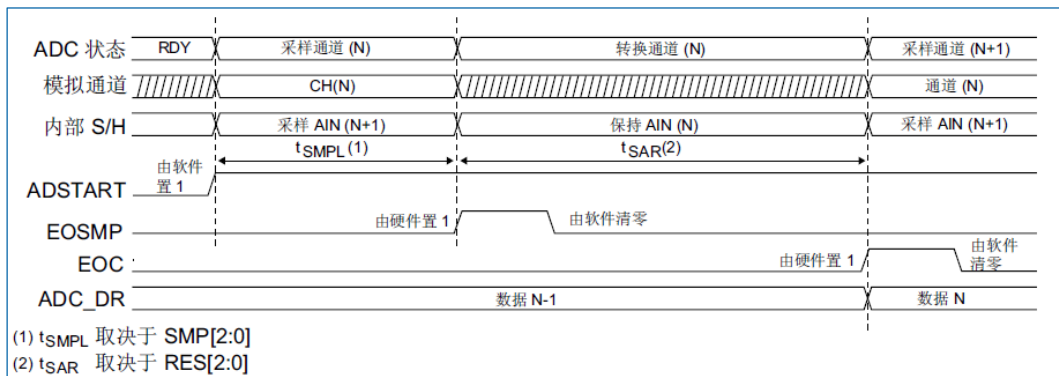 ADC 状态 RDY 采样通道 (N) 转换通道 (N) 采样通道 (N+1)
模拟通道 CH(N) 通道 (N)
内部 S/H 采样 AIN (N+1) 保持 AIN (N) 采样 AIN (N+1)
tSMPL(1) tSAR(2)
由软件
置 1
ADSTART
由硬件置 1 由软件清零
EOSMP
由软件
由硬件置 1 清零
EOC
ADC_DR 数据 N-1 数据 N
(1) tSMPL 取决于 SMP[2:0]
(2) tSAR 取决于 RES[2:0]